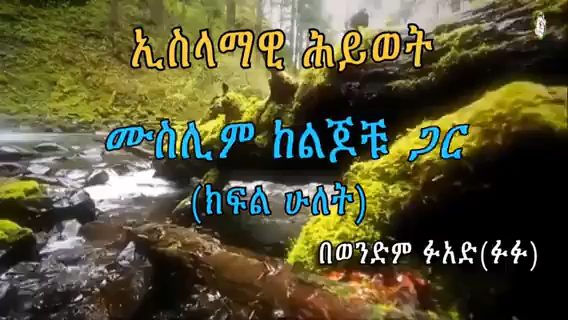 ኢስላማዊ ሕይወት
ሙስሊም ከልጆቹ ጋር
(ክፍል ሁለት)
በወንድም ፉአድ(ፉፉ)